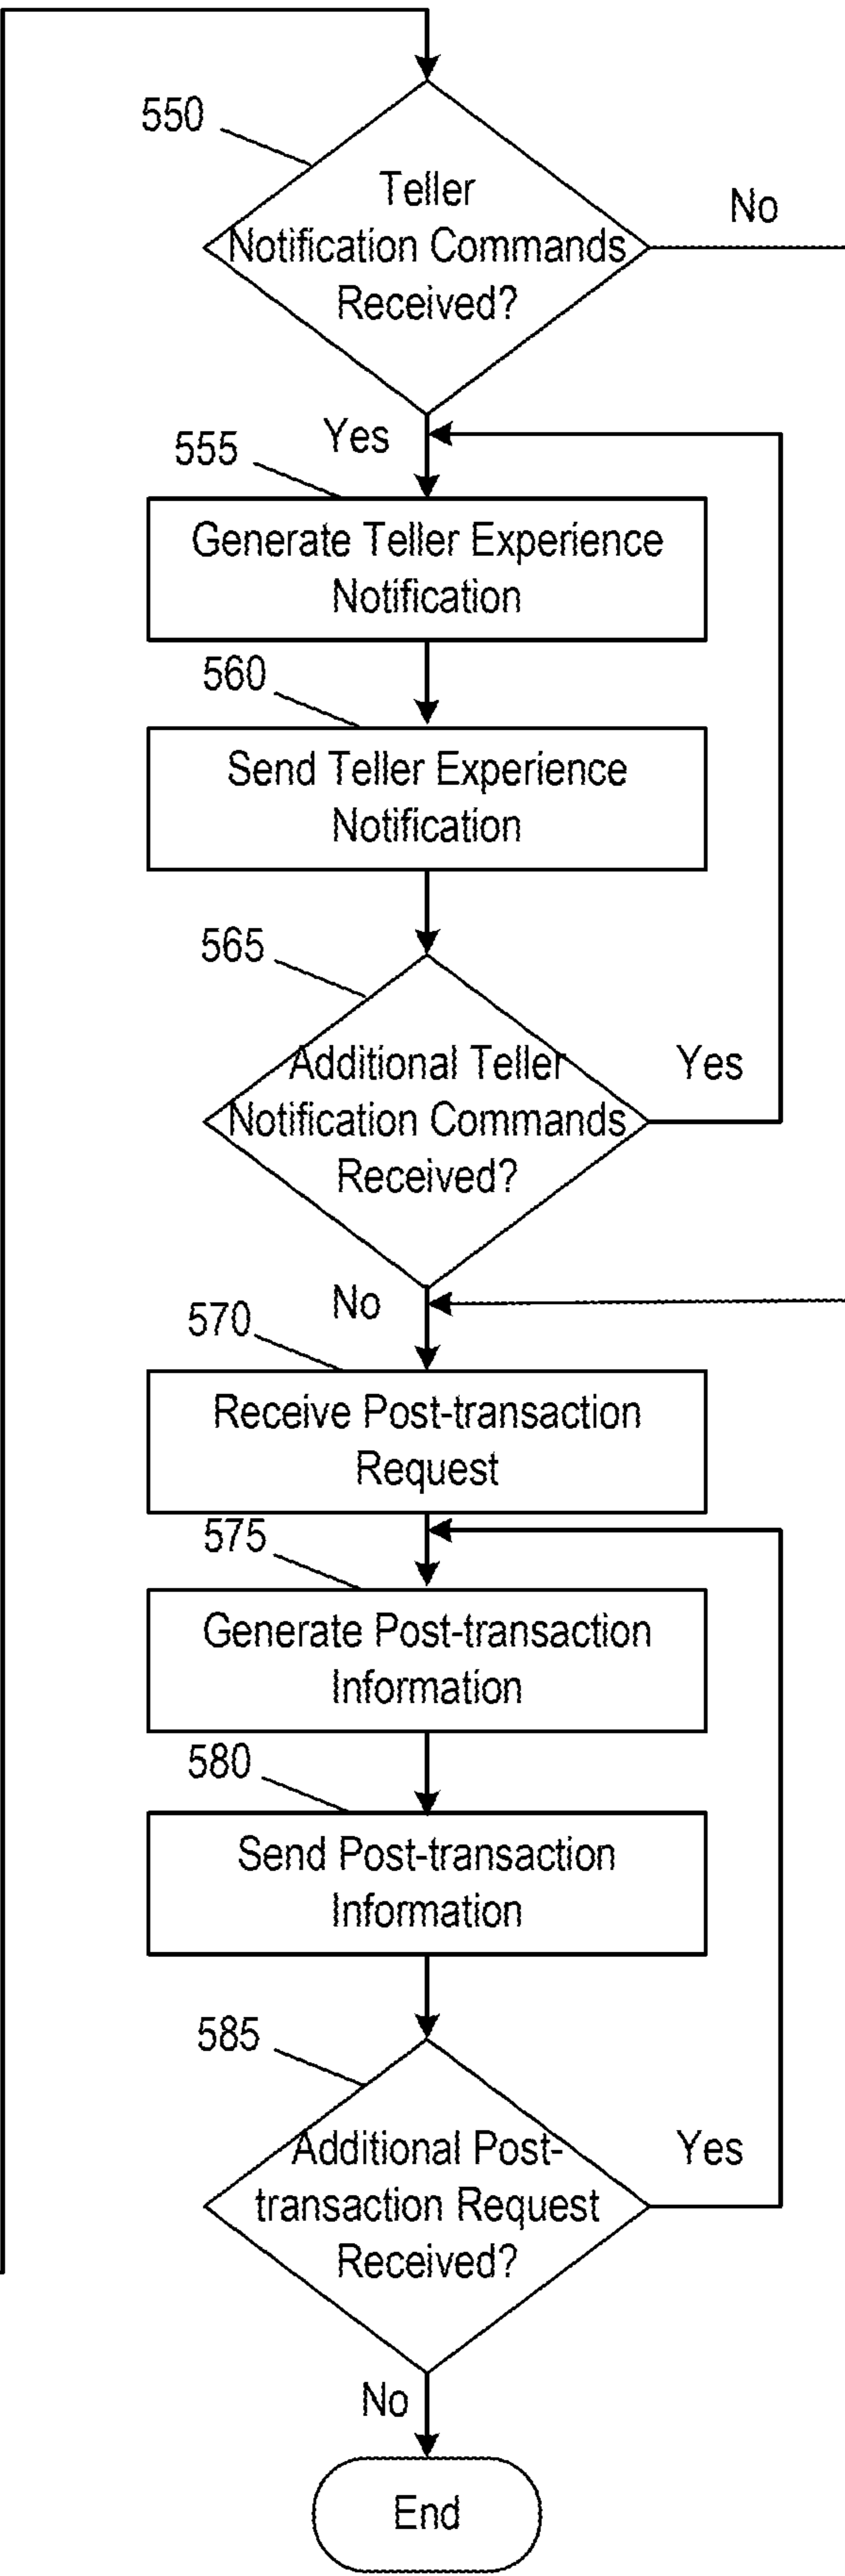 550
Teller
Notification Commands
Received?
No
Yes
555
Generate Teller Experience
Notification
560
Send Teller Experience
Notification
565
Additional Teller
Notification Commands
Received?
Yes
No
570
Receive Post-transaction
Request
575
Generate Post-transaction
Information
580
Send Post-transaction
Information
585
Additional Post-
transaction Request
Received?
Yes
No
End